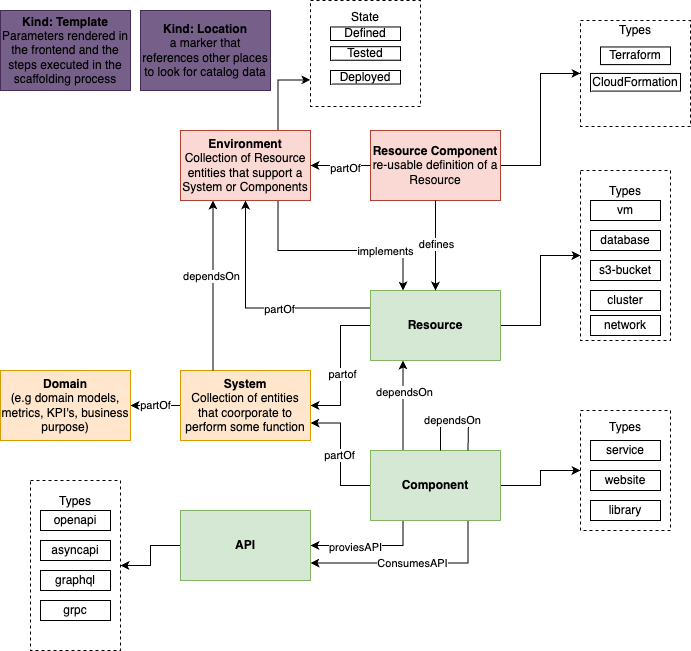 Kind: Template
Parameters rendered in
the frontend and the
steps executed in the
scaffolding process
Kind: Location
a marker that
references other places
to look for catalog data
State
Defined
Tested
Deployed
Types
Terraform
CloudFormation
Environment
Collection of Resource
entities that support a
System or Components
partOf
Resource Component
re-usable definition of a
Resource
Types
vm
database
s3-bucket
cluster
network
implements
defines
dependsOn
partOf
Resource
partof
Domain
(e.g domain models,
metrics, KPI's, business
purpose)
partOf
System
Collection of entities
that coorporate to
perform some function
dependsOn
dependsOn
partOf
Component
Types
service
website
library
Types
openapi
asyncapi
graphql
grpc
API
proviesAPI
ConsumesAPI